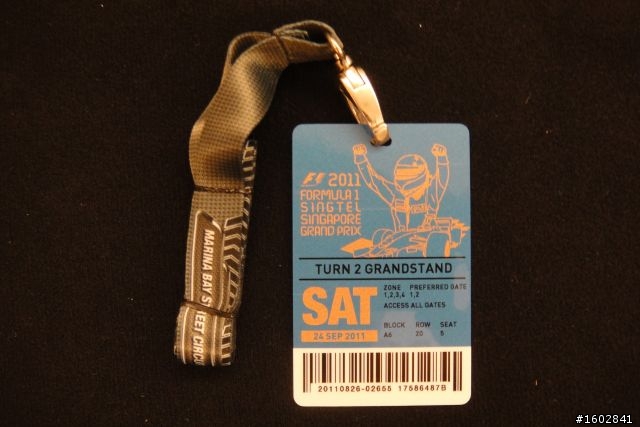 F1 2011
FORMULA 1
SINGTEL
SINGAPORE
GRAND PRIX
TURN 2 GRANDSTAND
SAT
24 SEP 2011
ZONE PREFERRED GATE
1,2,3,4 1,2
ACCESS ALL GATES
BLOCK ROW SEAT
A6 20 5
20110826-02655 17586487B
MARINA BAY STREET CIRCUIT
#1602841